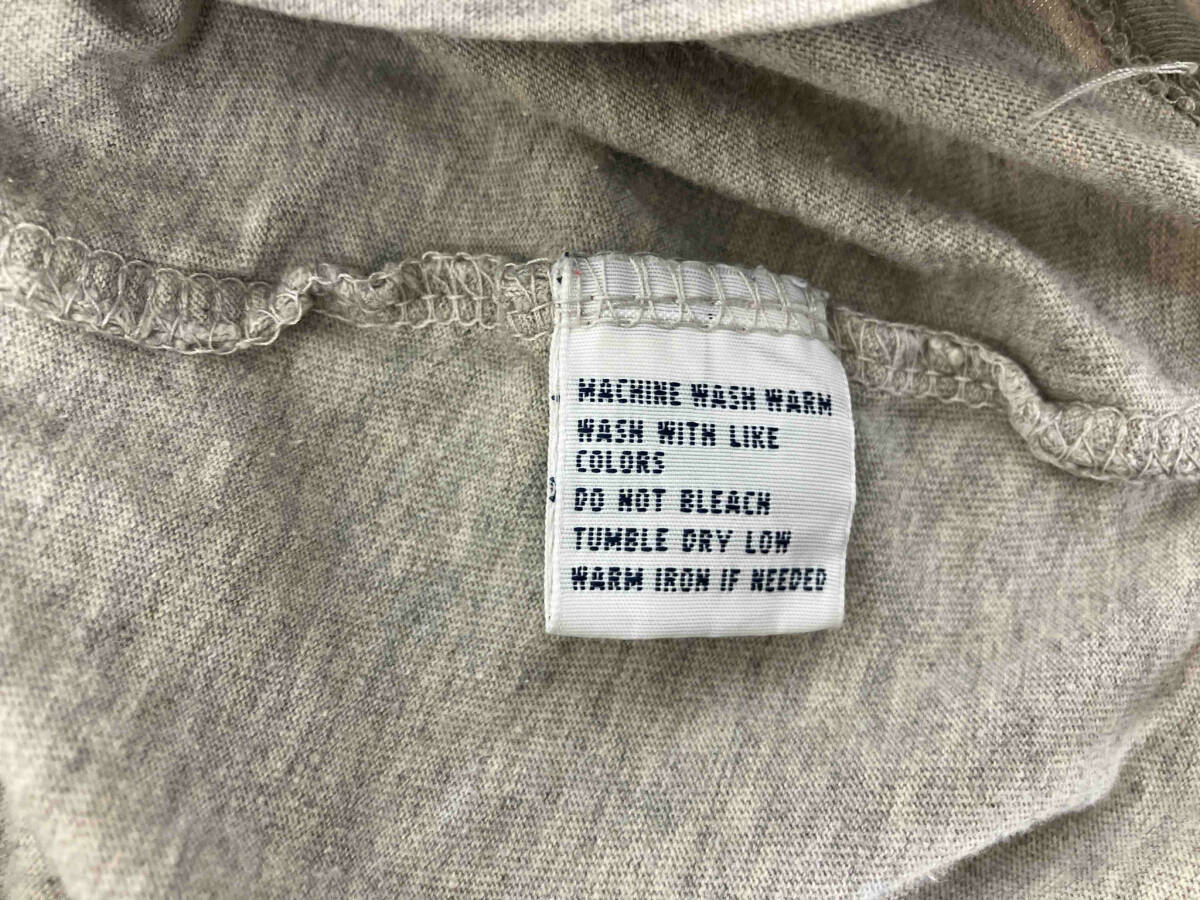 MACHINE WASH WARM
WASH WITH LIKE
COLORS
DO NOT BLEACH
TUMBLE DRY LOW
WARM IRON IF NEEDED